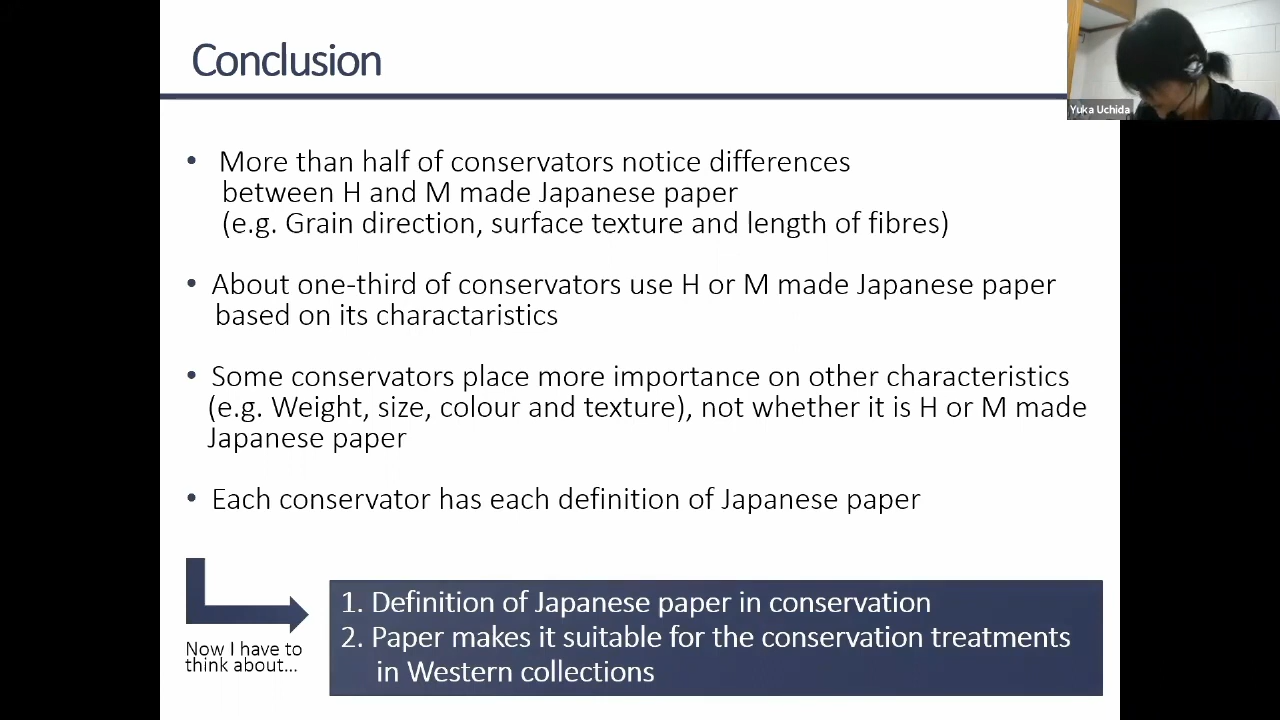 Conclusion
Yuka Uchida
• More than half of conservators notice differences
between H and M made Japanese paper
(e.g. Grain direction, surface texture and length of fibres)
• About one-third of conservators use H or M made Japanese paper
based on its charactaristics
• Some conservators place more importance on other characteristics
(e.g. Weight, size, colour and texture), not whether it is H or M made
Japanese paper
• Each conservator has each definition of Japanese paper
Now I have to
think about...
1. Definition of Japanese paper in conservation
2. Paper makes it suitable for the conservation treatments
in Western collections